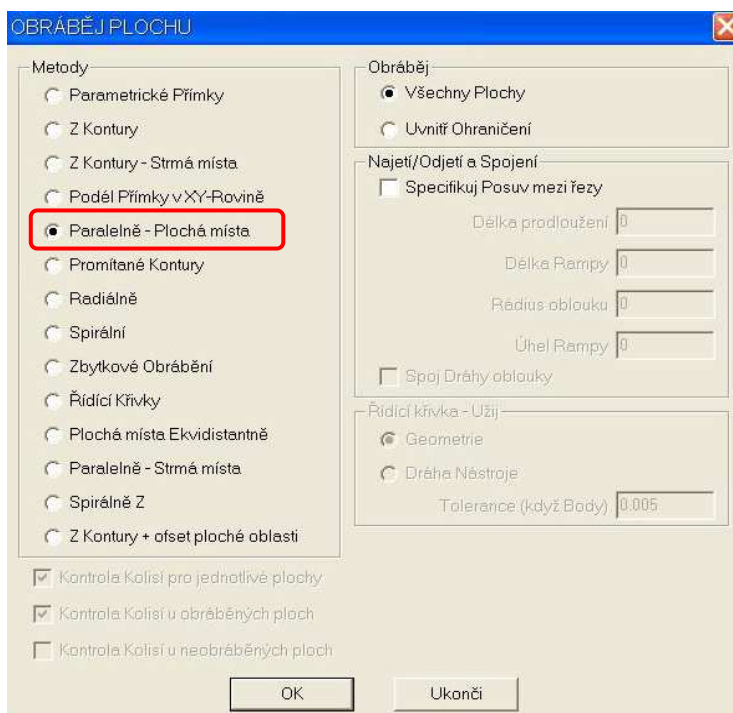 OBRÁBĚJ PLOCHU
Metody
Parametrické Přímky
Z Kontury
Z Kontury - Strmá místa
Podél Přímky v XY-Rovině
Paralelně - Plochá místa
Promítané Kontury
Radiálně
Spirální
Zbytkové Obrábění
Řídící Křivky
Plochá místa Ekvidistantně
Paralelně - Strmá místa
Spirálně Z
Z Kontury + ofset ploché oblasti
Kontrola Kolisí pro jednotlivé plochy
Kontrola Kolisí u obráběných ploch
Kontrola Kolisí u neobráběných ploch
Obráběj
Všechny Plochy
Uvnitř Ohraničení
Najetí/Odjetí a Spojení
Specifikuj Posuv mezi řezy
Délka prodloužení 0
Délka Rampy 0
Rádius oblouku 0
Úhel Rampy 0
Spoj Dráhy oblouky
Řídící křivka - Užij
Geometrie
Dráha Nástroje
Tolerance (když Body) 0.005
OK
Ukonči